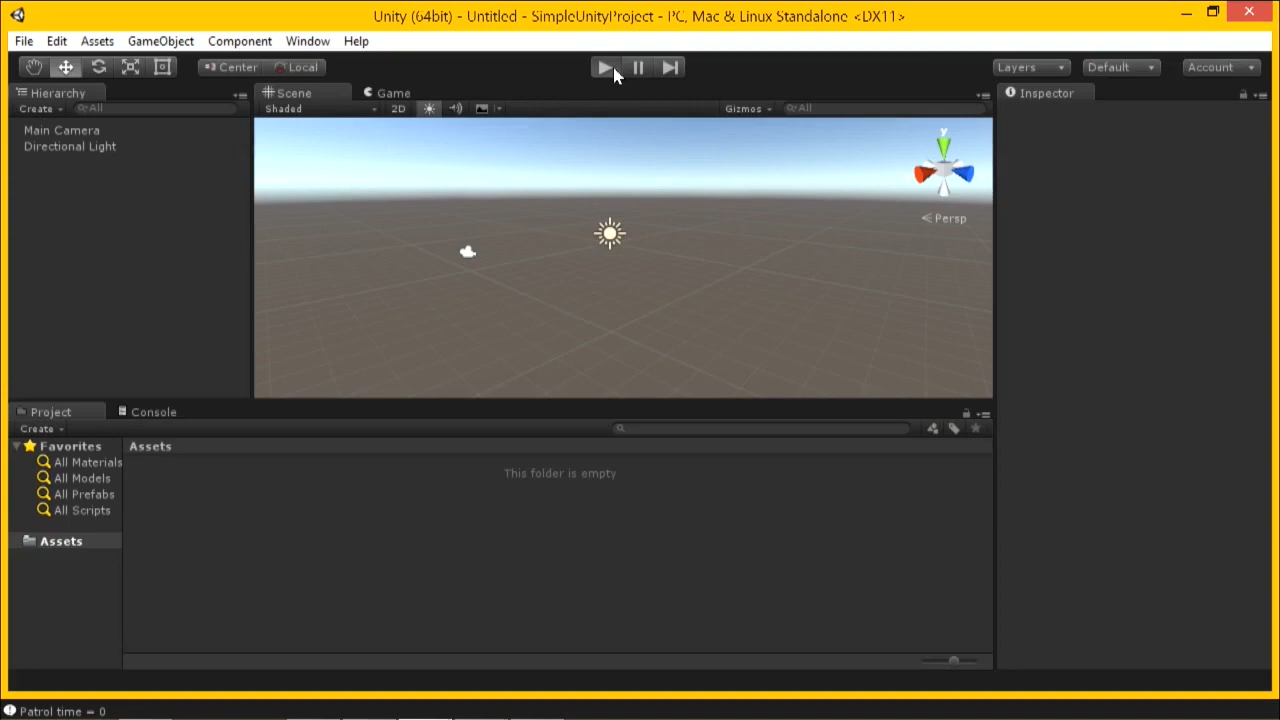 Unity (64bit) - Untitled - SimpleUnityProject - PC, Mac & Linux Standalone <DX11>
File Edit Assets GameObject Component Window Help
Center Local Layers Default Account
Hierarchy Scene Game Inspector
Create All Shaded 2D Gizmos All
Main Camera
Directional Light
y
Persp
Project Console
Create
Favorites Assets
All Materials
This folder is empty
All Models
All Prefabs
All Scripts
Assets
Patrol time = 0